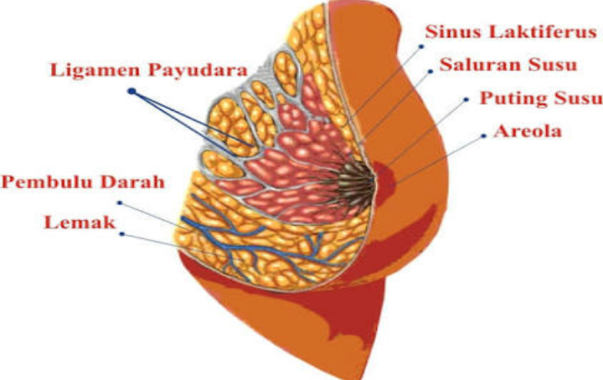 Sinus Laktiferus
Saluran Susu
Ligamen Payudara
Puting Susu
Areola
Pembulu Darah
Lemak